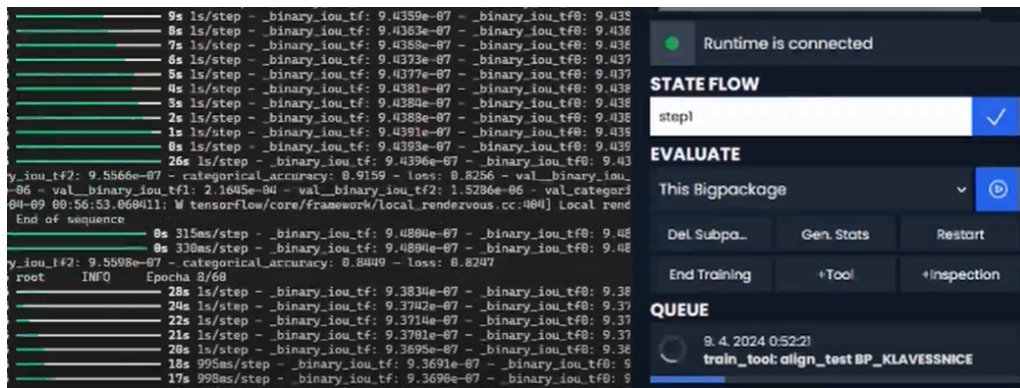 9s 1s/step - _binary_iou_tf: 9.4359e-07 - _binary_iou_tf0: 9.435
8s 1s/step - _binary_iou_tf: 9.4363e-07 - _binary_iou_tf0: 9.436
7s 1s/step - _binary_iou_tf: 9.4368e-07 - _binary_iou_tf0: 9.436
6s 1s/step - _binary_iou_tf: 9.4373e-07 - _binary_iou_tf0: 9.437
5s 1s/step - _binary_iou_tf: 9.4377e-07 - _binary_iou_tf0: 9.437
4s 1s/step - _binary_iou_tf: 9.4381e-07 - _binary_iou_tf0: 9.438
3s 1s/step - _binary_iou_tf: 9.4384e-07 - _binary_iou_tf0: 9.438
2s 1s/step - _binary_iou_tf: 9.4388e-07 - _binary_iou_tf0: 9.438
1s 1s/step - _binary_iou_tf: 9.4391e-07 - _binary_iou_tf0: 9.439
0s 1s/step - _binary_iou_tf: 9.4393e-07 - _binary_iou_tf0: 9.439
26s 1s/step - _binary_iou_tf: 9.4396e-07 - _binary_iou_tf0: 9.43
y_iou_tf2: 9.5566e-07 - categorical_accuracy: 0.9159 - loss: 0.8256 - val__binary_iou_
-06 - val__binary_iou_tf1: 2.1645e-04 - val__binary_iou_tf2: 1.5286e-06 - val_categori
04-09 00:56:53.060411: W tensorflow/core/framework/local_rendezvous.cc:404] Local rend
End of sequence
0s 315ms/step - _binary_iou_tf: 9.4804e-07 - _binary_iou_tf0: 9.48
0s 330ms/step - _binary_iou_tf: 9.4804e-07 - _binary_iou_tf0: 9.48
y_iou_tf2: 9.5598e-07 - categorical_accuracy: 0.8449 - loss: 0.8247
root INFO Epocha 8/60
28s 1s/step - _binary_iou_tf: 9.3834e-07 - _binary_iou_tf0: 9.38
24s 1s/step - _binary_iou_tf: 9.3742e-07 - _binary_iou_tf0: 9.37
22s 1s/step - _binary_iou_tf: 9.3714e-07 - _binary_iou_tf0: 9.37
21s 1s/step - _binary_iou_tf: 9.3701e-07 - _binary_iou_tf0: 9.37
20s 1s/step - _binary_iou_tf: 9.3695e-07 - _binary_iou_tf0: 9.36
18s 995ms/step - _binary_iou_tf: 9.3691e-07 - _binary_iou_tf0: 9
17s 998ms/step - _binary_iou_tf: 9.3690e-07 - _binary_iou_tf0: 9
Runtime is connected
STATE FLOW
step1
EVALUATE
This Bigpackage
Del. Subpa... Gen. Stats Restart
End Training +Tool +Inspection
QUEUE
9. 4. 2024 0:52:21
train_tool: align_test BP_KLAVESSNICE